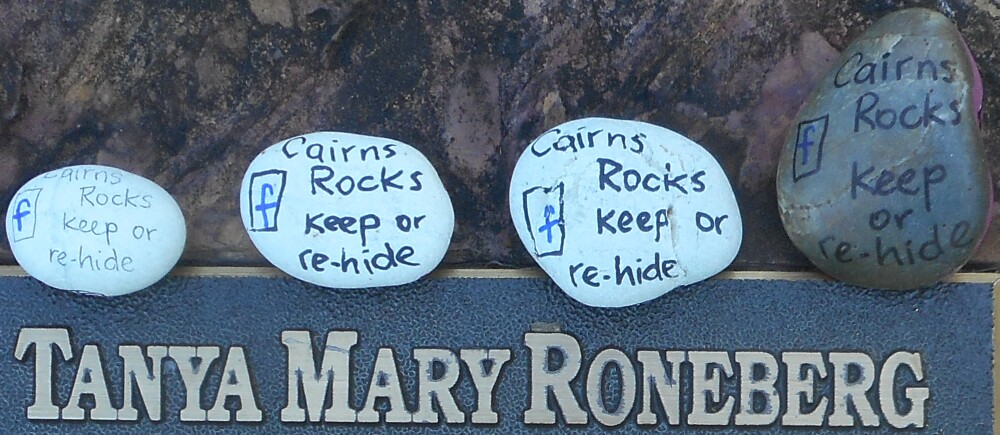 Cairns
f Rocks
keep or
re-hide
Cairns
f Rocks
keep or
re-hide
Cairns
f Rocks
keep or
re-hide
Cairns
f Rocks
keep
or
re-hide
TANYA MARY RONEBERG